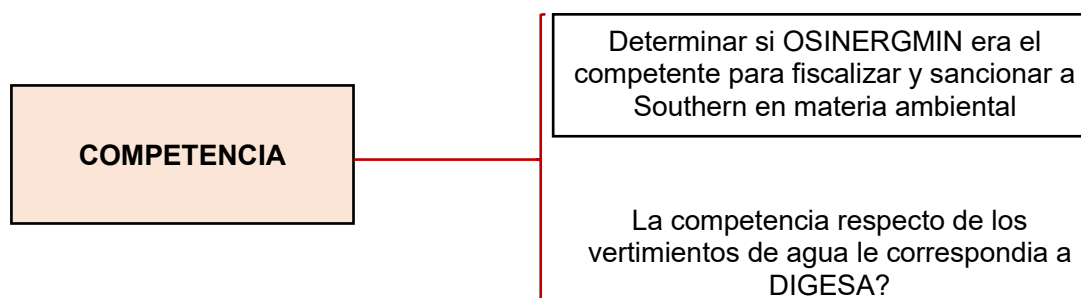 COMPETENCIA
Determinar si OSINERGMIN era el
competente para fiscalizar y sancionar a
Southern en materia ambiental
La competencia respecto de los
vertimientos de agua le correspondia a
DIGESA?